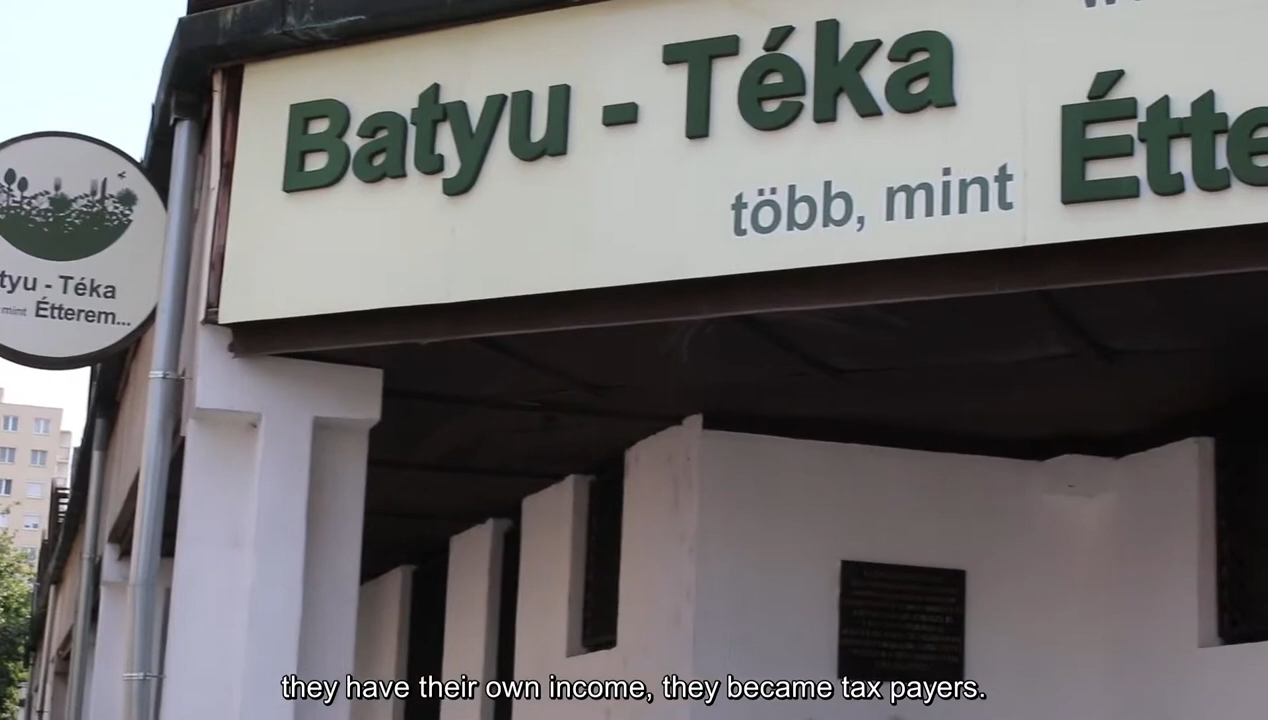 Batyu - Téka
több, mint Étte
tyu - Téka
mint Étterem...
they have their own income, they became tax payers.